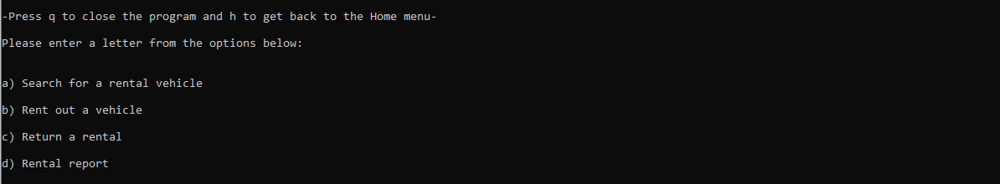 -Press q to close the program and h to get back to the Home menu-
Please enter a letter from the options below:
a) Search for a rental vehicle
b) Rent out a vehicle
c) Return a rental
d) Rental report